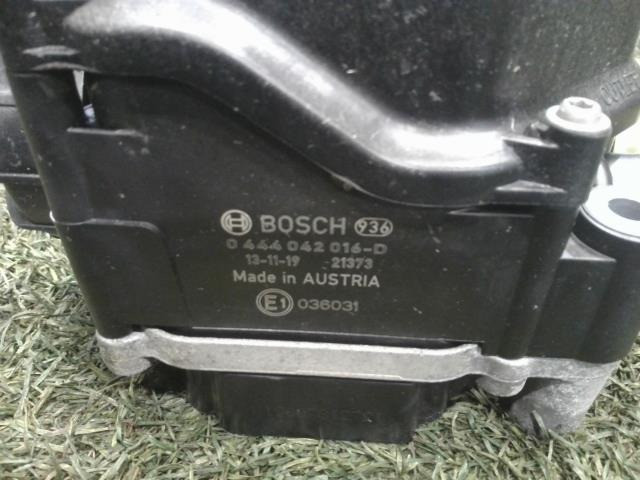 BOSCH 936
0 444 042 016-D
13-11-19 21373
Made in AUSTRIA
E1 036031